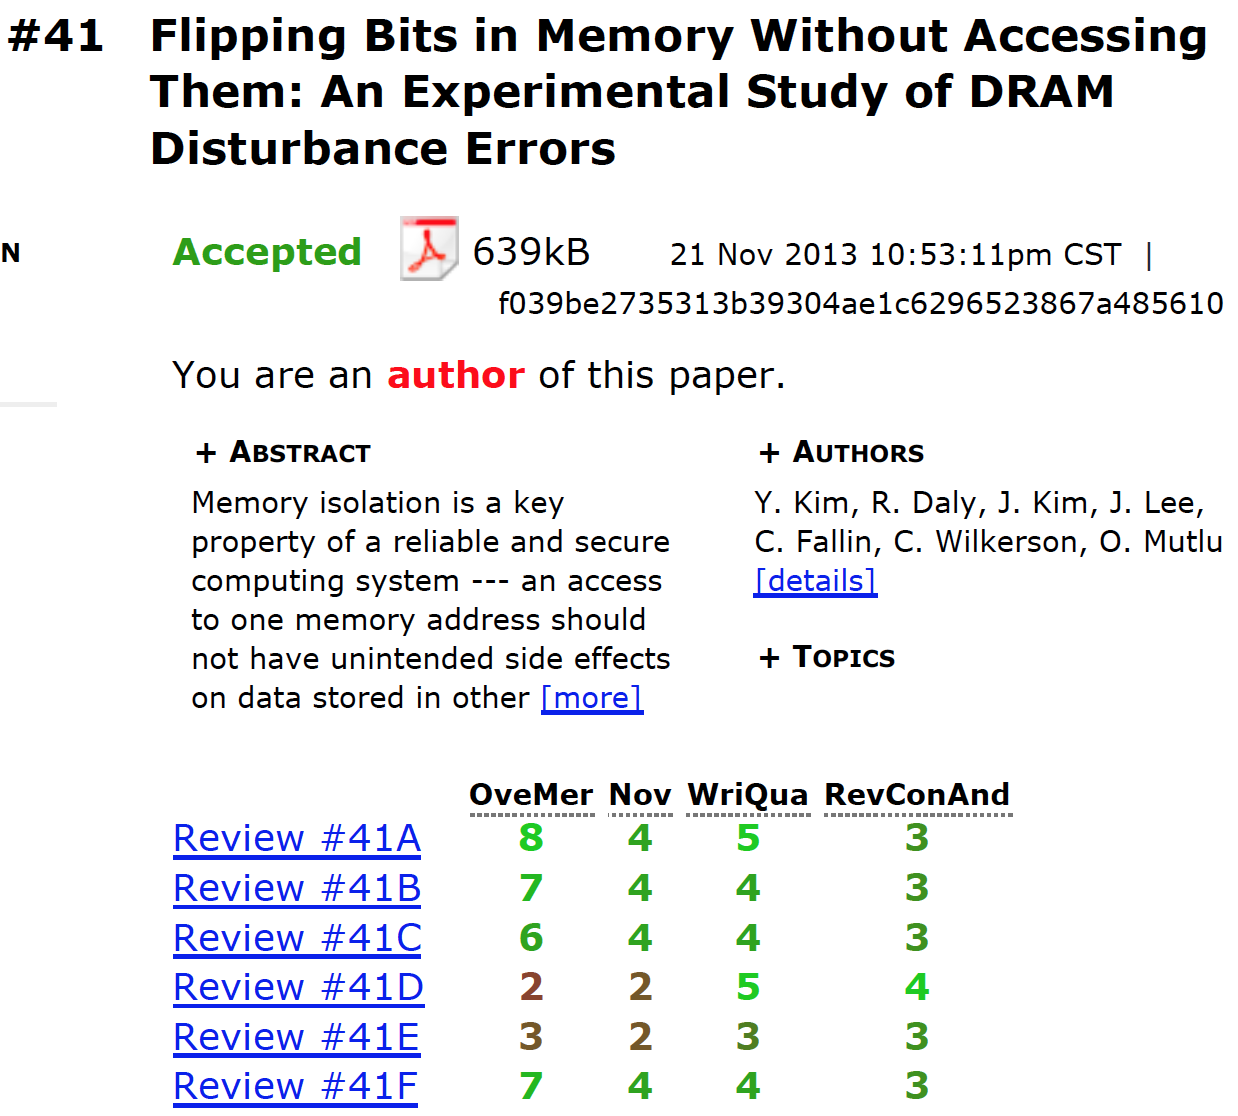 #41 Flipping Bits in Memory Without Accessing
Them: An Experimental Study of DRAM
Disturbance Errors
N
Accepted 639kB 21 Nov 2013 10:53:11pm CST |
f039be2735313b39304ae1c6296523867a485610
You are an author of this paper.
+ ABSTRACT
Memory isolation is a key
property of a reliable and secure
computing system --- an access
to one memory address should
not have unintended side effects
on data stored in other [more]
+ AUTHORS
Y. Kim, R. Daly, J. Kim, J. Lee,
C. Fallin, C. Wilkerson, O. Mutlu
[details]
+ TOPICS
OveMer Nov WriQua RevConAnd
Review #41A 8 4 5 3
Review #41B 7 4 4 3
Review #41C 6 4 4 3
Review #41D 2 2 5 4
Review #41E 3 2 3 3
Review #41F 7 4 4 3